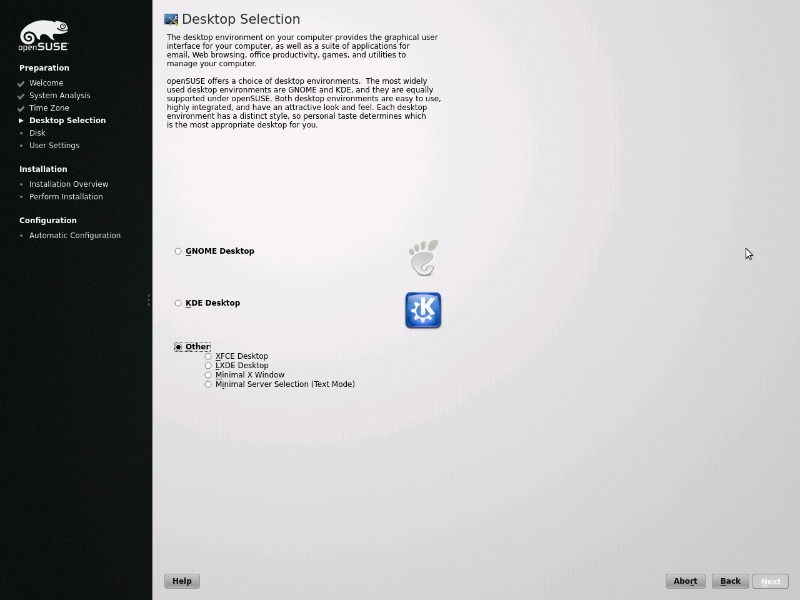 openSUSE
Preparation
Welcome
System Analysis
Time Zone
Desktop Selection
Disk
User Settings
Installation
Installation Overview
Perform Installation
Configuration
Automatic Configuration
Desktop Selection
The desktop environment on your computer provides the graphical user
interface for your computer, as well as a suite of applications for
email, Web browsing, office productivity, games, and utilities to
manage your computer.
openSUSE offers a choice of desktop environments.  The most widely
used desktop environments are GNOME and KDE, and they are equally
supported under openSUSE. Both desktop environments are easy to use,
highly integrated, and have an attractive look and feel. Each desktop
environment has a distinct style, so personal taste determines which
is the most appropriate desktop for you.
GNOME Desktop
KDE Desktop
Other
XFCE Desktop
LXDE Desktop
Minimal X Window
Minimal Server Selection (Text Mode)
Help Abort Back Next